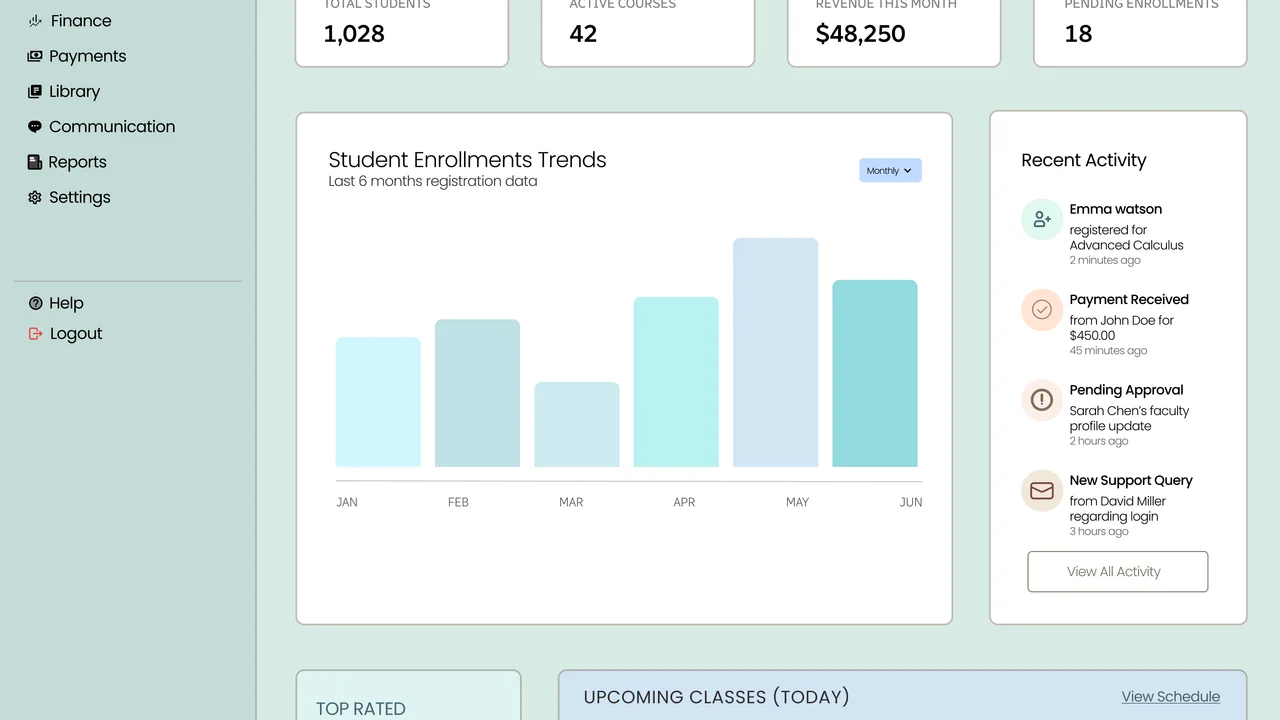 Finance
Payments
Library
Communication
Reports
Settings
Help
Logout
TOTAL STUDENTS
1,028
ACTIVE COURSES
42
REVENUE THIS MONTH
$48,250
PENDING ENROLLMENTS
18
Student Enrollments Trends
Last 6 months registration data
Monthly
JAN
FEB
MAR
APR
MAY
JUN
Recent Activity
Emma watson
registered for
Advanced Calculus
2 minutes ago
Payment Received
from John Doe for
$450.00
45 minutes ago
Pending Approval
Sarah Chen's faculty
profile update
2 hours ago
New Support Query
from David Miller
regarding login
3 hours ago
View All Activity
TOP RATED
UPCOMING CLASSES (TODAY)
View Schedule